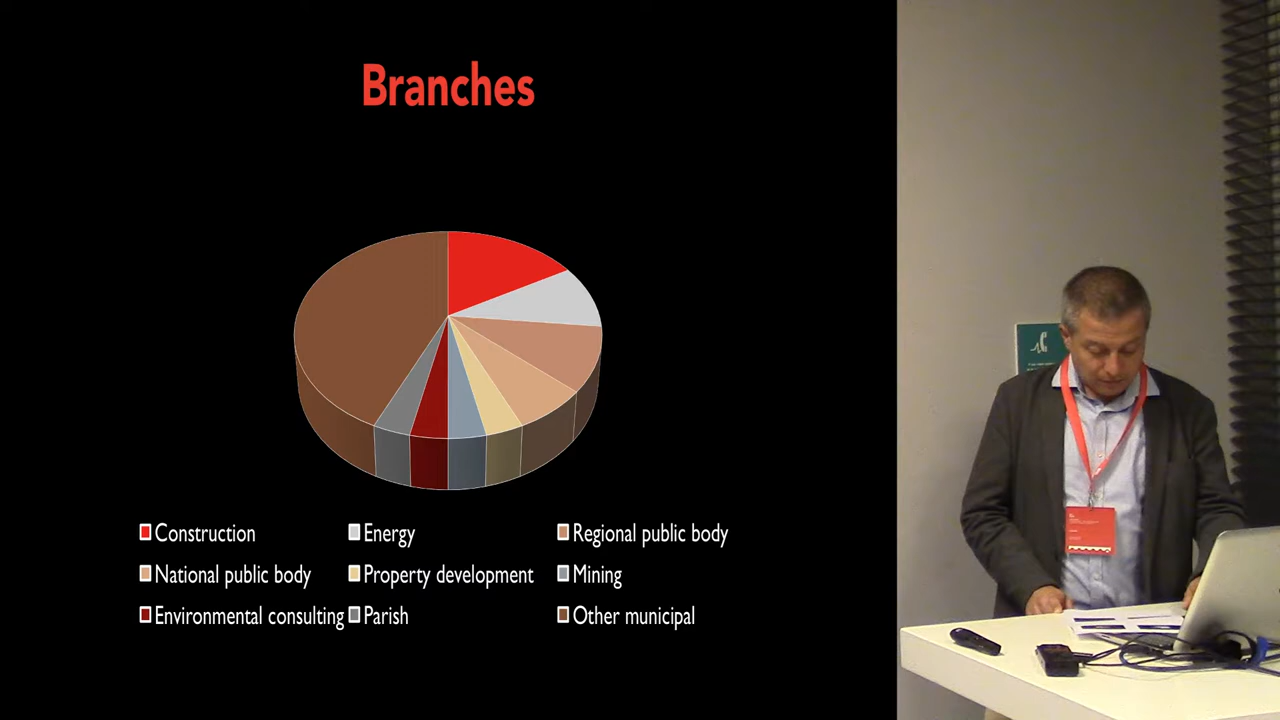 Branches
Construction
Energy
Regional public body
National public body
Property development
Mining
Environmental consulting
Parish
Other municipal